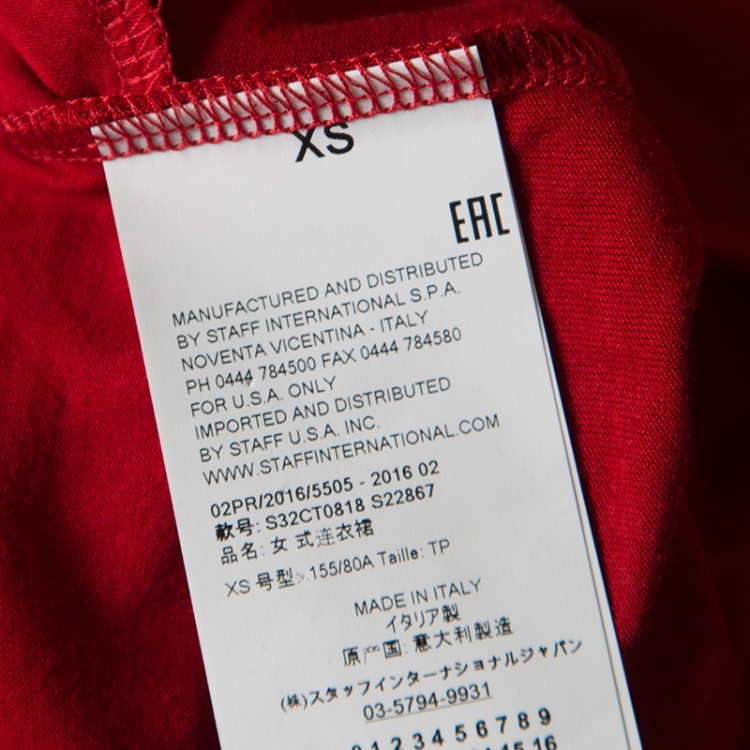 XS
EAC
MANUFACTURED AND DISTRIBUTED
BY STAFF INTERNATIONAL S.P.A.
NOVENTA VICENTINA - ITALY
PH 0444 784500 FAX 0444 784580
FOR U.S.A. ONLY
IMPORTED AND DISTRIBUTED
BY STAFF U.S.A. INC.
WWW.STAFFINTERNATIONAL.COM
02PR/2016/5505 - 2016 02
款号: S32CT0818 S22867
品名: 女 式连衣裙
XS 号型: 155/80A Taille: TP
MADE IN ITALY
イタリア製
原产国: 意大利製造
(株)スタッフインターナショナルジャパン
03-5794-9931
0 1 2 3 4 5 6 7 8 9
15 16